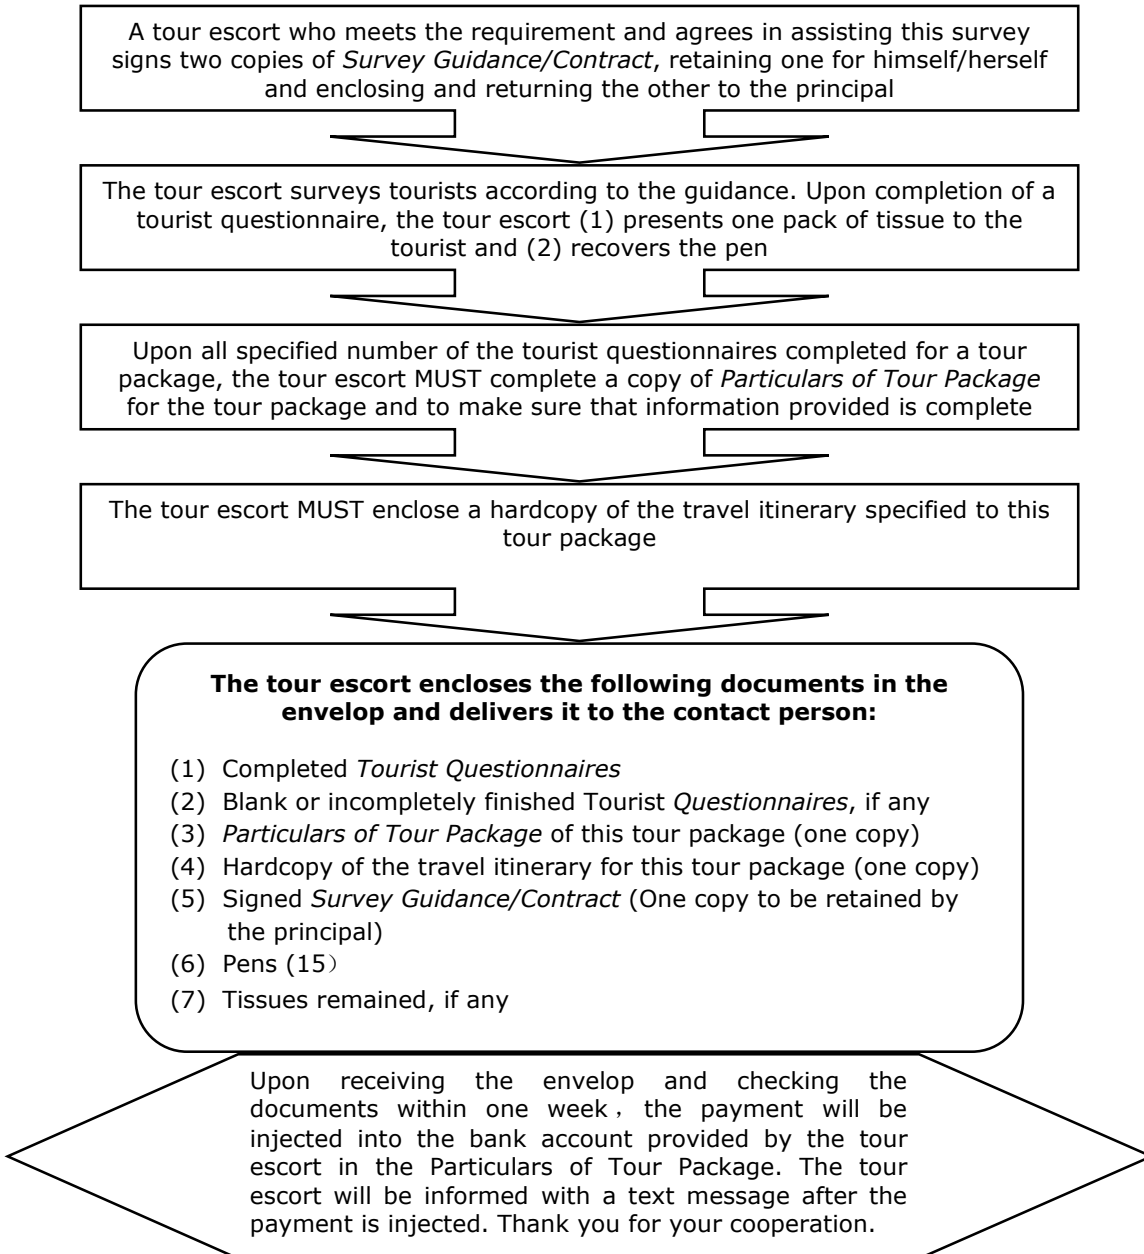 A tour escort who meets the requirement and agrees in assisting this survey
signs two copies of Survey Guidance/Contract, retaining one for himself/herself
and enclosing and returning the other to the principal
The tour escort surveys tourists according to the guidance. Upon completion of a
tourist questionnaire, the tour escort (1) presents one pack of tissue to the
tourist and (2) recovers the pen
Upon all specified number of the tourist questionnaires completed for a tour
package, the tour escort MUST complete a copy of Particulars of Tour Package
for the tour package and to make sure that information provided is complete
The tour escort MUST enclose a hardcopy of the travel itinerary specified to this
tour package
The tour escort encloses the following documents in the
envelop and delivers it to the contact person:
(1) Completed Tourist Questionnaires
(2) Blank or incompletely finished Tourist Questionnaires, if any
(3) Particulars of Tour Package of this tour package (one copy)
(4) Hardcopy of the travel itinerary for this tour package (one copy)
(5) Signed Survey Guidance/Contract (One copy to be retained by
the principal)
(6) Pens (15）
(7) Tissues remained, if any
Upon receiving the envelop and checking the
documents within one week，the payment will be
injected into the bank account provided by the tour
escort in the Particulars of Tour Package. The tour
escort will be informed with a text message after the
payment is injected. Thank you for your cooperation.